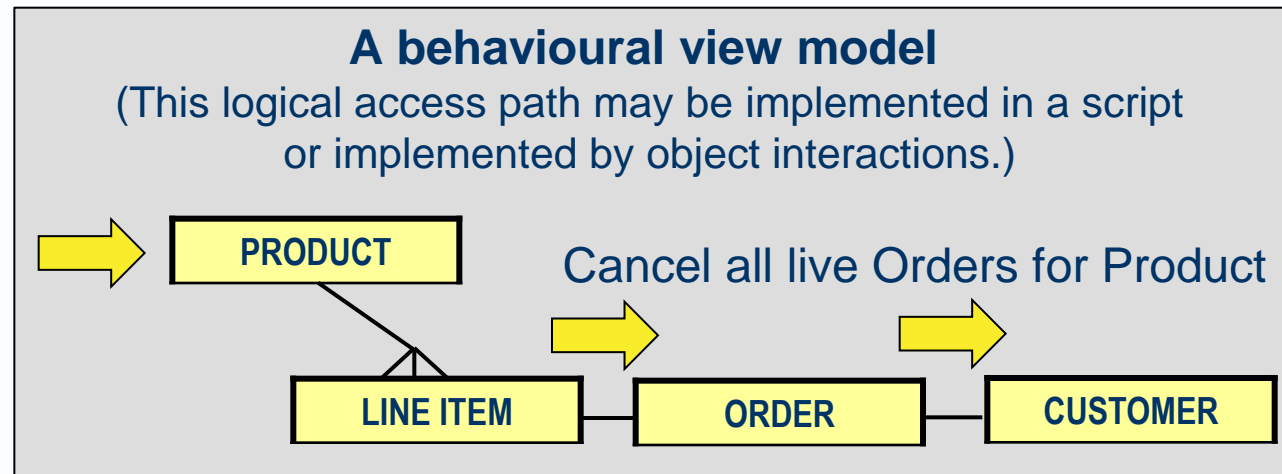 A behavioural view model
(This logical access path may be implemented in a script
or implemented by object interactions.)
PRODUCT
Cancel all live Orders for Product
LINE ITEM
ORDER
CUSTOMER